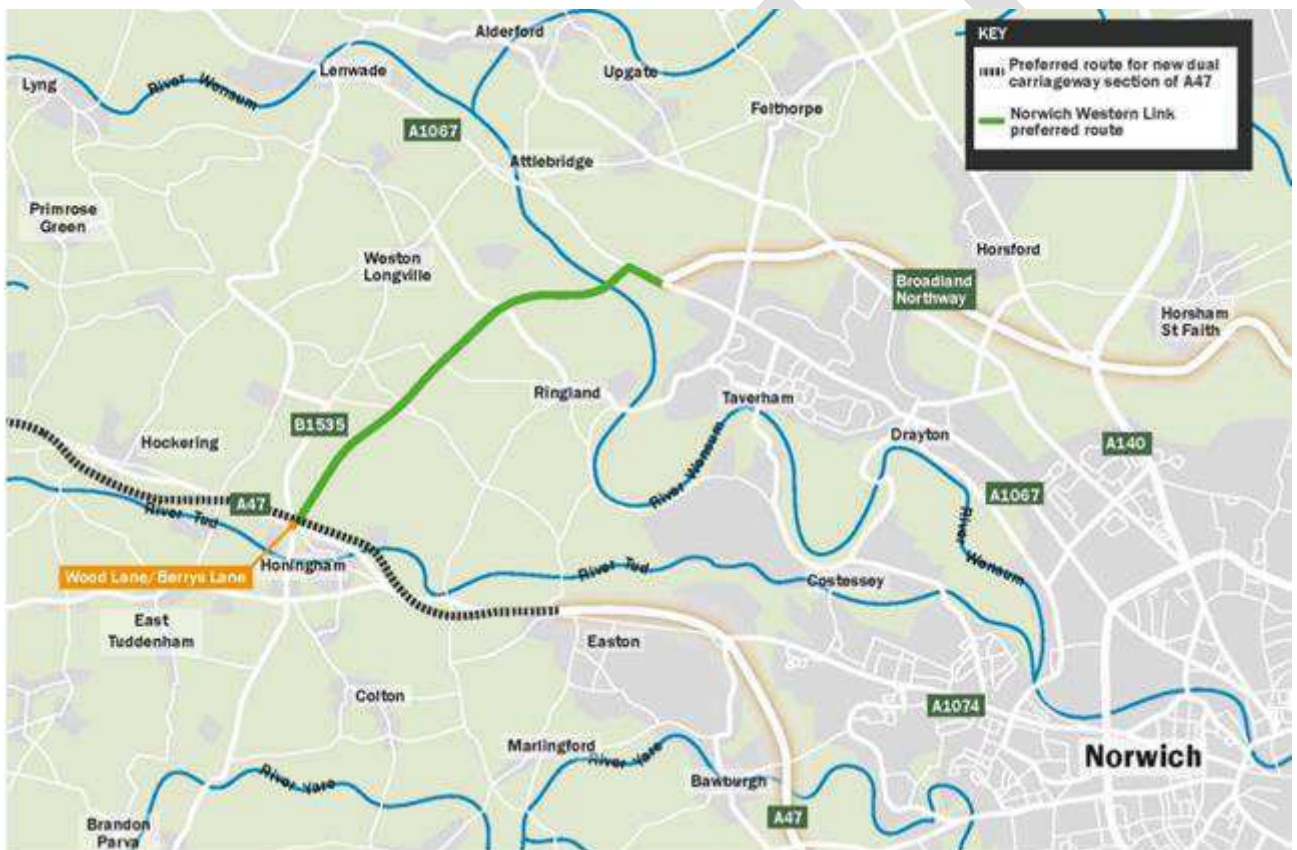 KEY
Preferred route for new dual
carriageway section of A47
Norwich Western Link
preferred route
Alderford
Lenwade
Upgate
Lyng
River Wensum
Felthorpe
A1067
Attlebridge
Primrose
Green
Weston
Longville
Horsford
Broadland
Northway
Horsham
St Faith
Ringland
Taverham
B1535
Drayton
Hockering
A140
River Wensum
A47
A1067
River Tud
River Wensum
Honingham
River Tud
Wood Lane/Berrys Lane
Costessey
East
Tuddenham
Easton
Colton
A1074
Marlingford
River Yare
Norwich
River Yare
Bawburgh
A47
Brandon
Parva